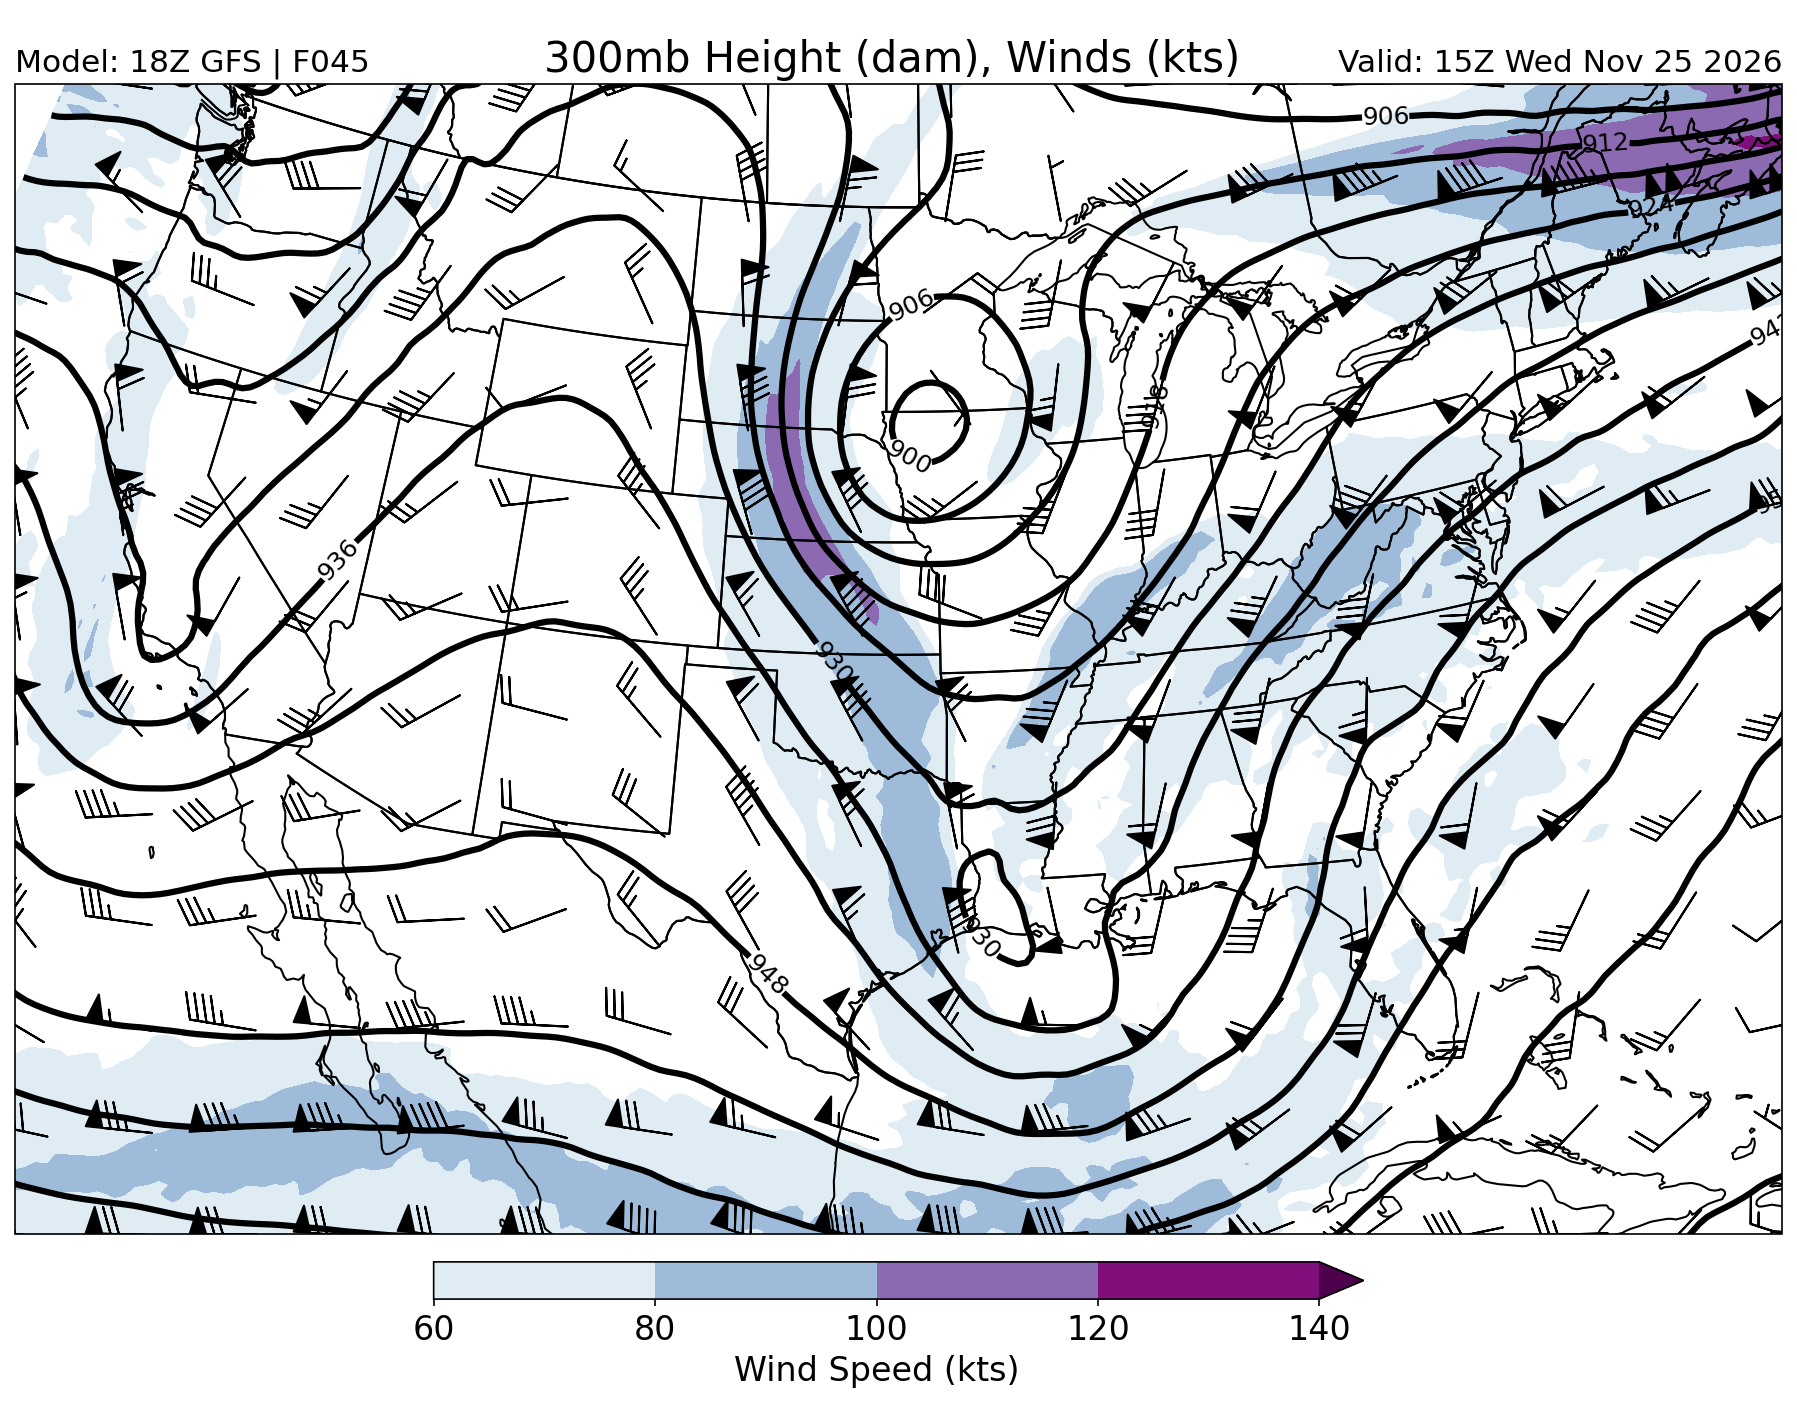 Model: 18Z GFS | F045
300mb Height (dam), Winds (kts)
Valid: 15Z Wed Nov 25 2026
906
912
924
906
918
900
936
930
930
948
60 80 100 120 140
Wind Speed (kts)